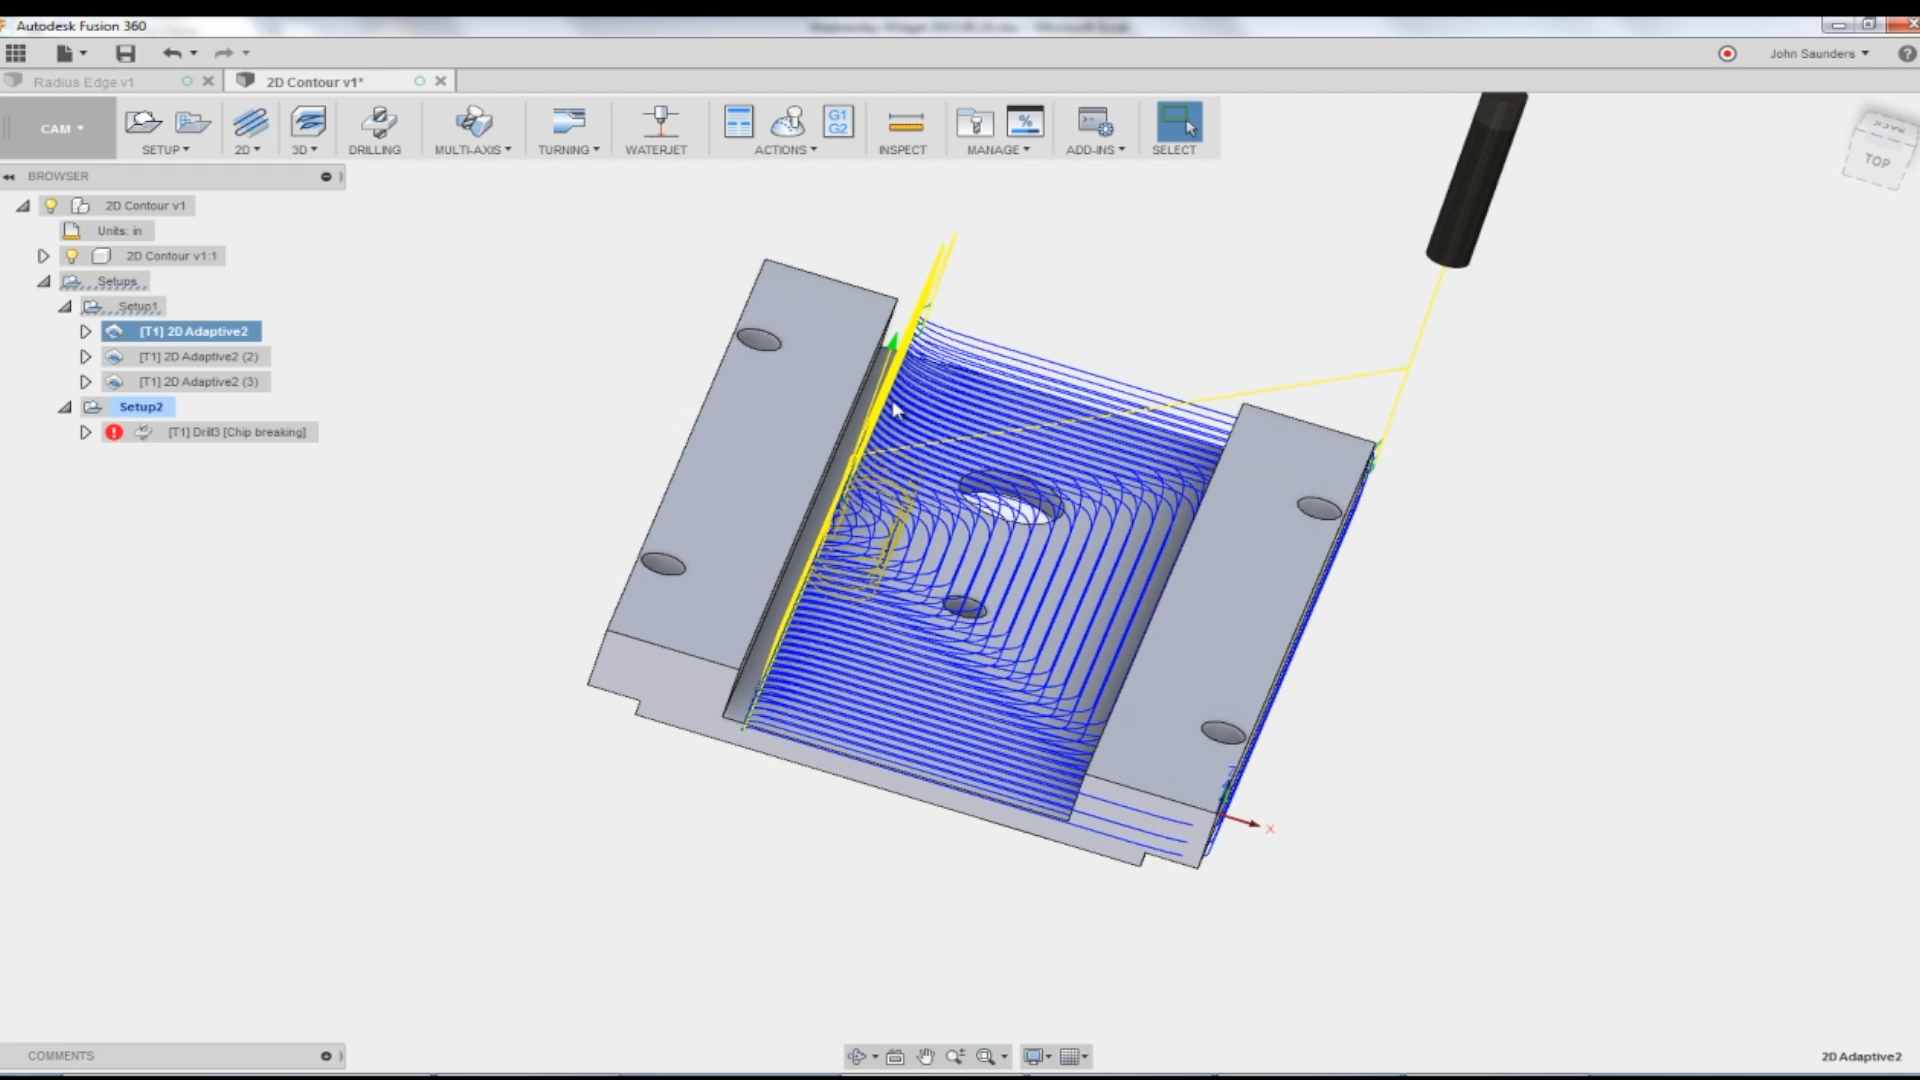 Autodesk Fusion 360
John Saunders
Radius Edge v1
2D Contour v1*
CAM
SETUP
2D
3D
DRILLING
MULTI-AXIS
TURNING
WATERJET
G1
G2
ACTIONS
INSPECT
%
MANAGE
ADD-INS
SELECT
TOP
BROWSER
2D Contour v1
Units: in
2D Contour v1:1
Setups
Setup1
[T1] 2D Adaptive2
[T1] 2D Adaptive2 (2)
[T1] 2D Adaptive2 (3)
Setup2
[T1] Drill3 [Chip breaking]
Z
X
COMMENTS
2D Adaptive2